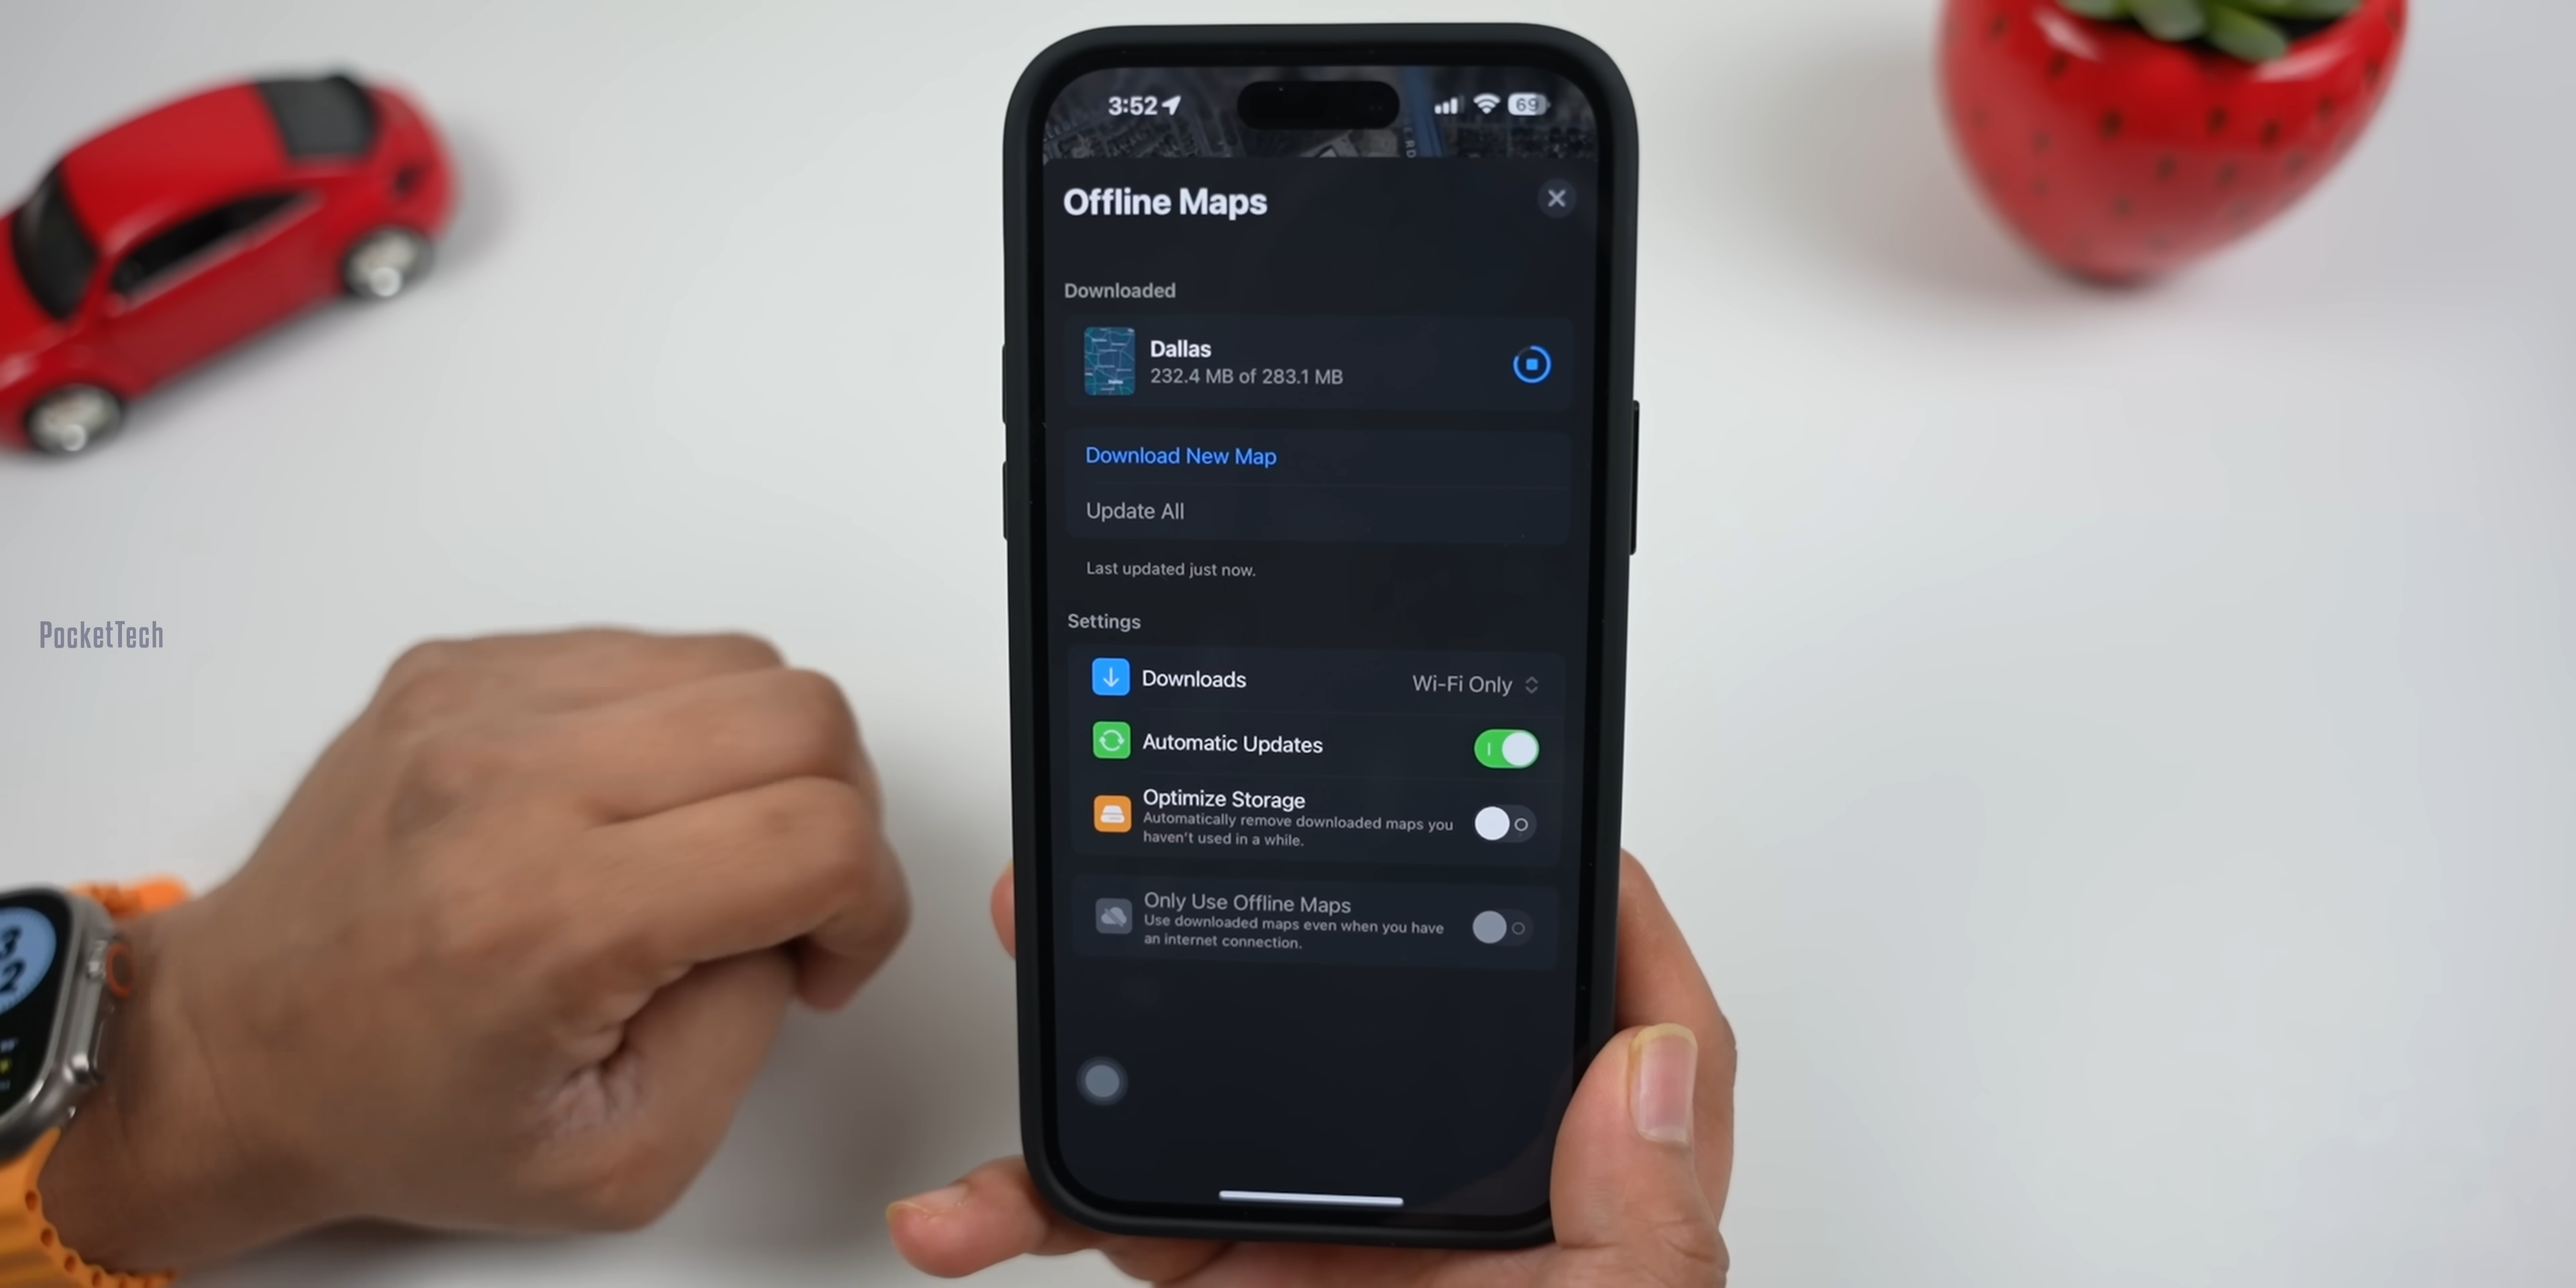 3:52
69
Offline Maps
Downloaded
Dallas
232.4 MB of 283.1 MB
Download New Map
Update All
Last updated just now.
Settings
Downloads
Wi-Fi Only
Automatic Updates
Optimize Storage
Automatically remove downloaded maps you
haven't used in a while.
Only Use Offline Maps
Use downloaded maps even when you have
an internet connection.
PocketTech